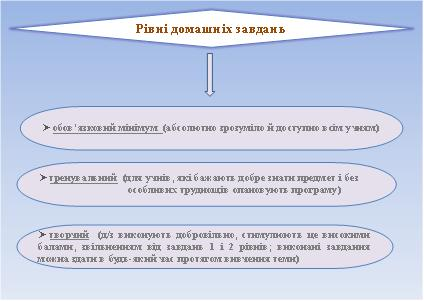 Рівні домашніх завдань
➢ обов'язковий мінімум (абсолютно зрозуміло й доступно всім учням)
➢ тренувальний (для учнів, які бажають добре знати предмет і без
особливих труднощів опановують програму)
➢ творчий (д/з виконують добровільно, стимулюють це високими
балами, звільненням від завдань 1 і 2 рівнів; виконані завдання
можна здати в будь-який час протягом вивчення теми)